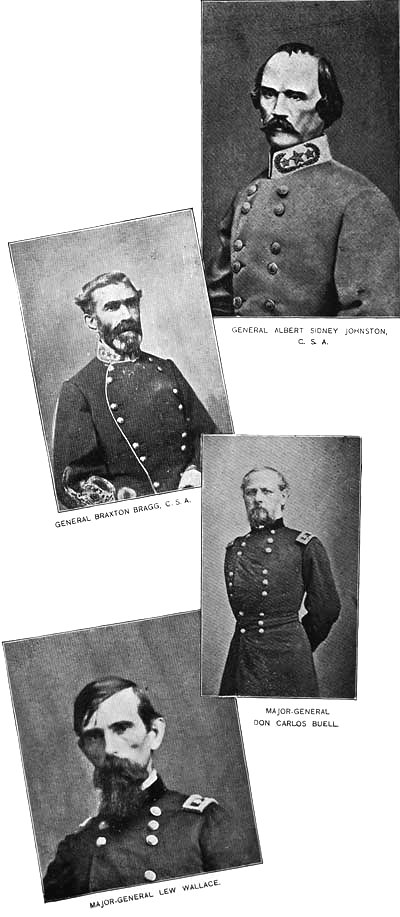 GENERAL ALBERT SIDNEY JOHNSTON,
C. S. A.
GENERAL BRAXTON BRAGG, C. S. A.
MAJOR-GENERAL
DON CARLOS BUELL.
MAJOR-GENERAL LEW WALLACE.